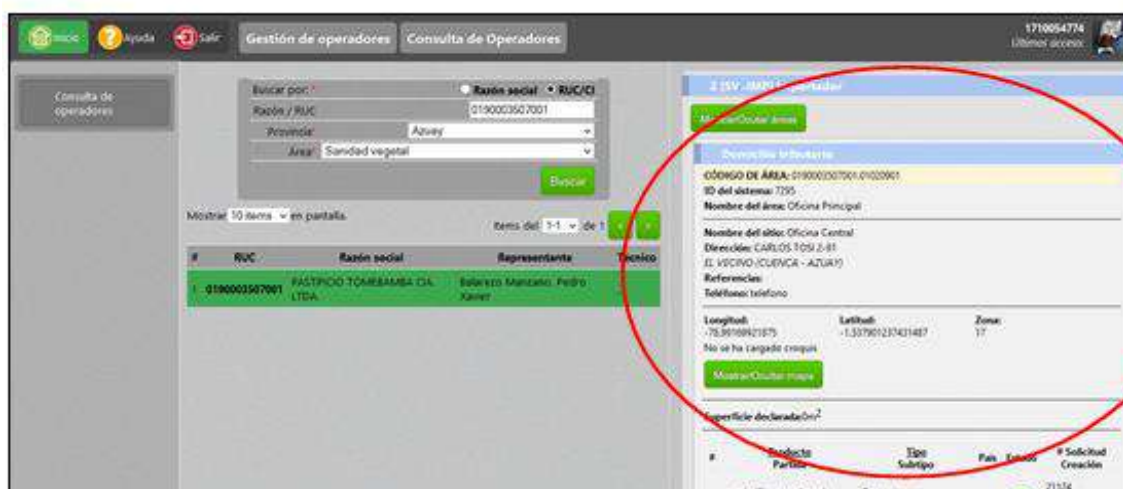 Inicio
Ayuda
Salir
Gestión de operadores
Consulta de Operadores
1710054774
Últimos accesos:
Consulta de operadores
Buscar por: *
Razón social
RUC/CI
Razón / RUC
0190003507001
Provincia
Azuay
Área
Sanidad vegetal
Buscar
Mostrar 10 items en pantalla.
Items del 1-1 de 1
# RUC Razón social Representante Técnico
1 0190003507001 PASTIFICIO TOMEBAMBA CIA. LTDA. Pedro Xavier
Mostrar/Ocultar áreas
Domicilio tributario
CÓDIGO DE ÁREA: 0190003507001.01020901
ID del sistema: 7295
Nombre del área: Oficina Principal
Nombre del sitio: Oficina Central
Dirección: CARLOS TOSI 2-81
EL VECINO (CUENCA - AZUAY)
Referencias:
Teléfono: telefono
Longitud: Latitud: Zona:
17
No se ha cargado croquis
Mostrar/Ocultar mapa
Superficie declarada: 0m2
# Producto Tipo País Estado # Solicitud
Partida Subtipo Creación